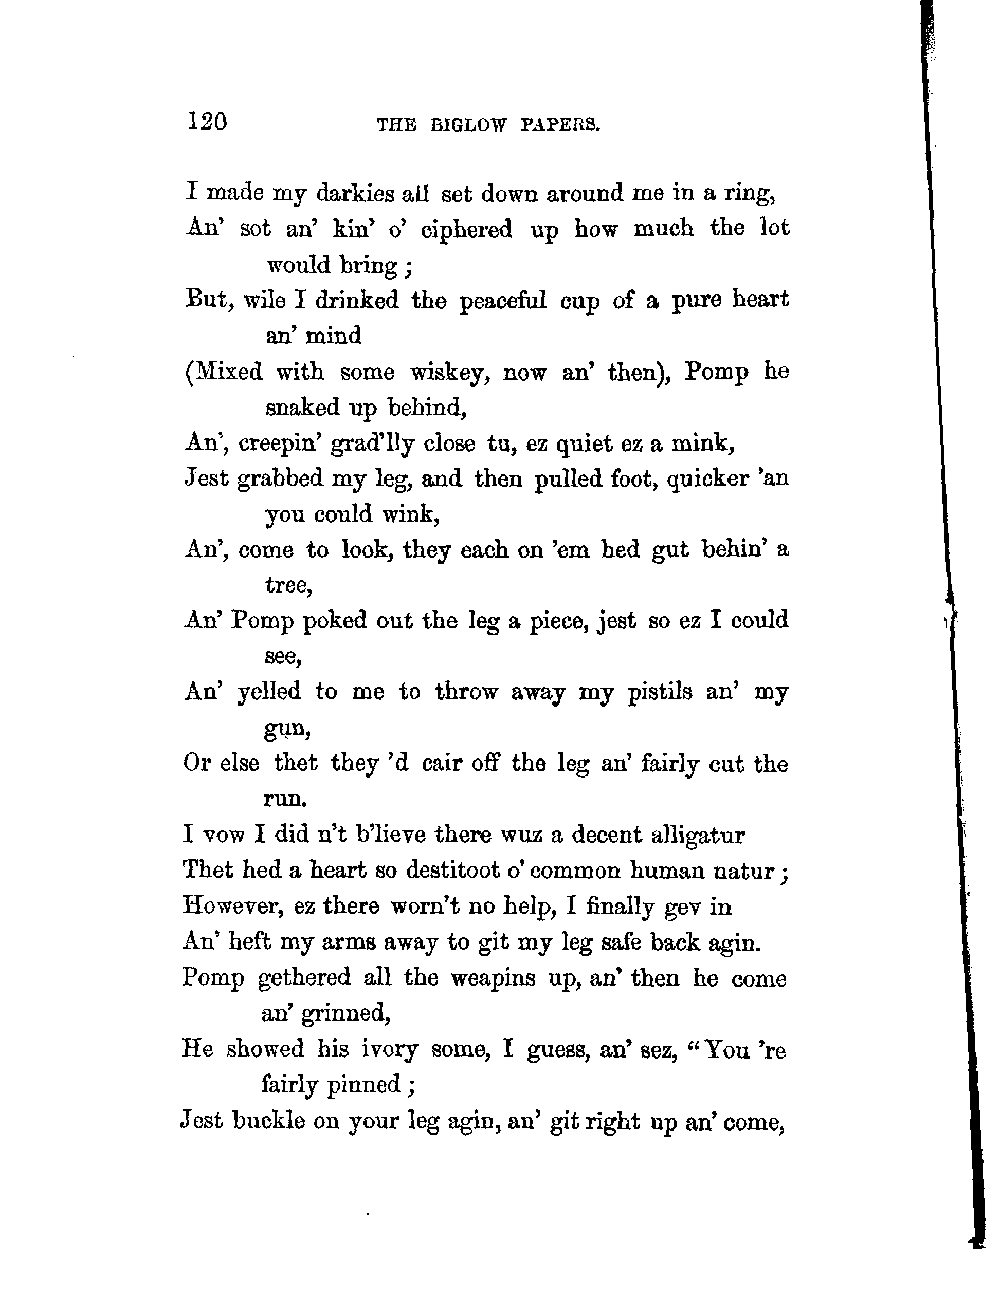 120 THE BIGLOW PAPERS.
I made my darkies all set down around me in a ring,
An' sot an' kin' o' ciphered up how much the lot
would bring ;
But, wile I drinked the peaceful cup of a pure heart
an' mind
(Mixed with some wiskey, now an' then), Pomp he
snaked up behind,
An', creepin' grad'lly close tu, ez quiet ez a mink,
Jest grabbed my leg, and then pulled foot, quicker 'an
you could wink,
An', come to look, they each on 'em hed gut behin' a
tree,
An' Pomp poked out the leg a piece, jest so ez I could
see,
An' yelled to me to throw away my pistils an' my
gun,
Or else thet they 'd cair off the leg an' fairly cut the
run.
I vow I did n't b'lieve there wuz a decent alligatur
Thet hed a heart so destitoot o' common human natur ;
However, ez there worn't no help, I finally gev in
An' heft my arms away to git my leg safe back agin.
Pomp gethered all the weapins up, an' then he come
an' grinned,
He showed his ivory some, I guess, an' sez, “You 're
fairly pinned ;
Jest buckle on your leg agin, an' git right up an' come,